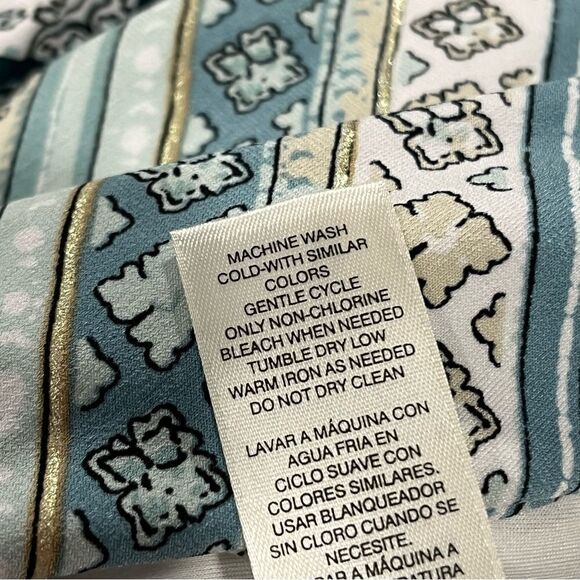 MACHINE WASH
COLD-WITH SIMILAR
COLORS
GENTLE CYCLE
ONLY NON-CHLORINE
BLEACH WHEN NEEDED
TUMBLE DRY LOW
WARM IRON AS NEEDED
DO NOT DRY CLEAN
LAVAR A MÁQUINA CON
AGUA FRIA EN
CICLO SUAVE CON
COLORES SIMILARES.
USAR BLANQUEADOR
SIN CLORO CUANDO SE
NECESITE.
LAVAR A MÁQUINA A